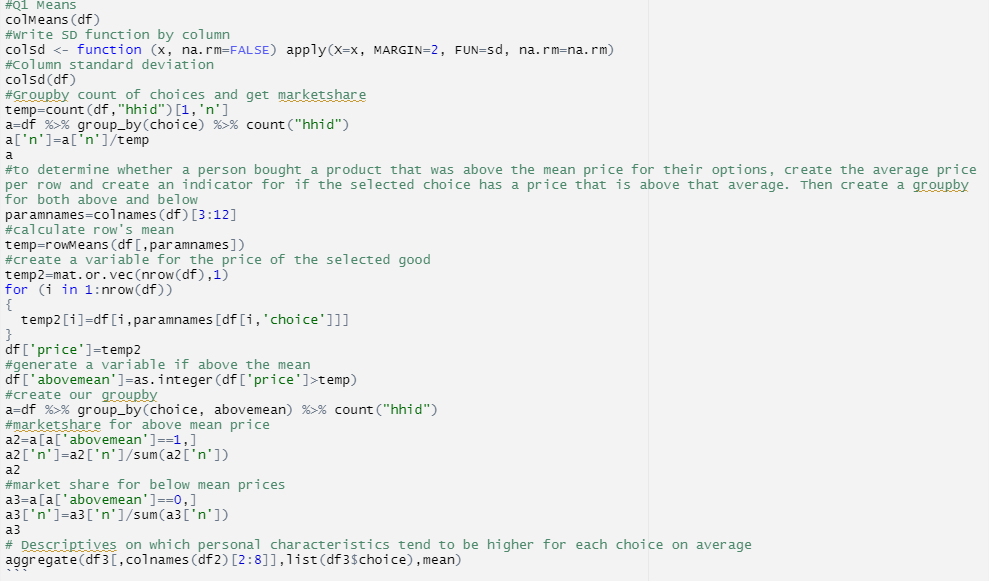 #Q1 Means
colMeans(df)
#Write SD function by column
colSd <- function (x, na.rm=FALSE) apply(X=x, MARGIN=2, FUN=sd, na.rm=na.rm)
#Column standard deviation
colSd(df)
#Groupby count of choices and get marketshare
temp=count(df,"hhid")[1,'n']
a=df %>% group_by(choice) %>% count("hhid")
a['n']=a['n']/temp
a
#to determine whether a person bought a product that was above the mean price for their options, create the average price
per row and create an indicator for if the selected choice has a price that is above that average. Then create a groupby
for both above and below
paramnames=colnames(df)[3:12]
#calculate row's mean
temp=rowMeans(df[,paramnames])
#create a variable for the price of the selected good
temp2=mat.or.vec(nrow(df),1)
for (i in 1:nrow(df))
{
  temp2[i]=df[i,paramnames[df[i,'choice']]]
}
df['price']=temp2
#generate a variable if above the mean
df['abovemean']=as.integer(df['price']>temp)
#create our groupby
a=df %>% group_by(choice, abovemean) %>% count("hhid")
#marketshare for above mean price
a2=a[a['abovemean']==1,]
a2['n']=a2['n']/sum(a2['n'])
a2
#market share for below mean prices
a3=a[a['abovemean']==0,]
a3['n']=a3['n']/sum(a3['n'])
a3
# Descriptives on which personal characteristics tend to be higher for each choice on average
aggregate(df3[,colnames(df2)[2:8]],list(df3$choice),mean)
```